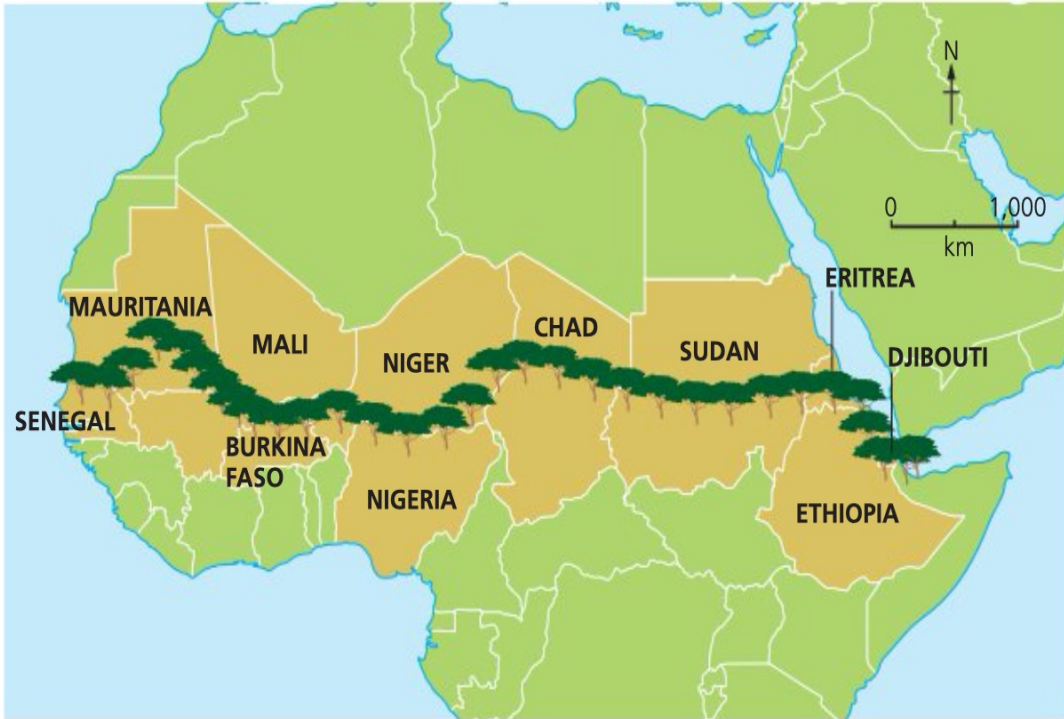 N
0 1,000
km
ERITREA
MAURITANIA
CHAD
MALI
SUDAN
DJIBOUTI
NIGER
SENEGAL
BURKINA
FASO
NIGERIA
ETHIOPIA